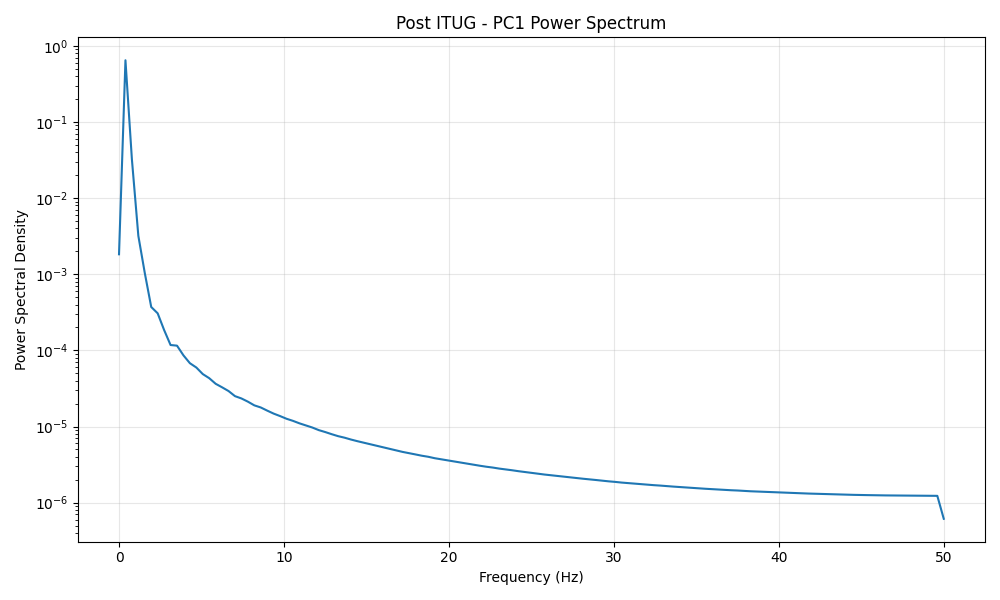 Post ITUG - PC1 Power Spectrum
Power Spectral Density
10⁰
10⁻¹
10⁻²
10⁻³
10⁻⁴
10⁻⁵
10⁻⁶
0 10 20 30 40 50
Frequency (Hz)